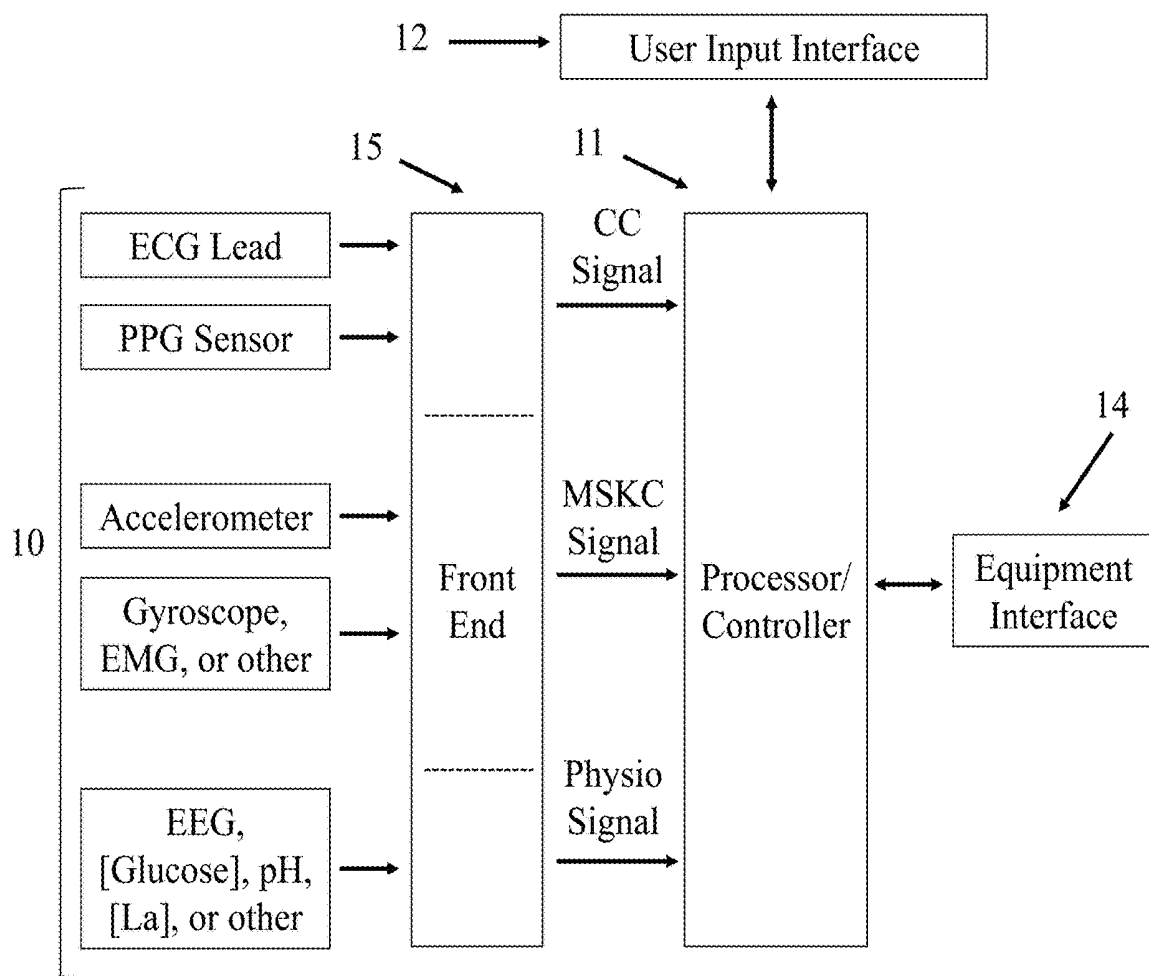 12
User Input Interface
15
11
ECG Lead
CC
Signal
PPG Sensor
14
10
Accelerometer
MSKC
Signal
Front
End
Processor/
Controller
Equipment
Interface
Gyroscope,
EMG, or other
Physio
Signal
EEG,
[Glucose], pH,
[La], or other